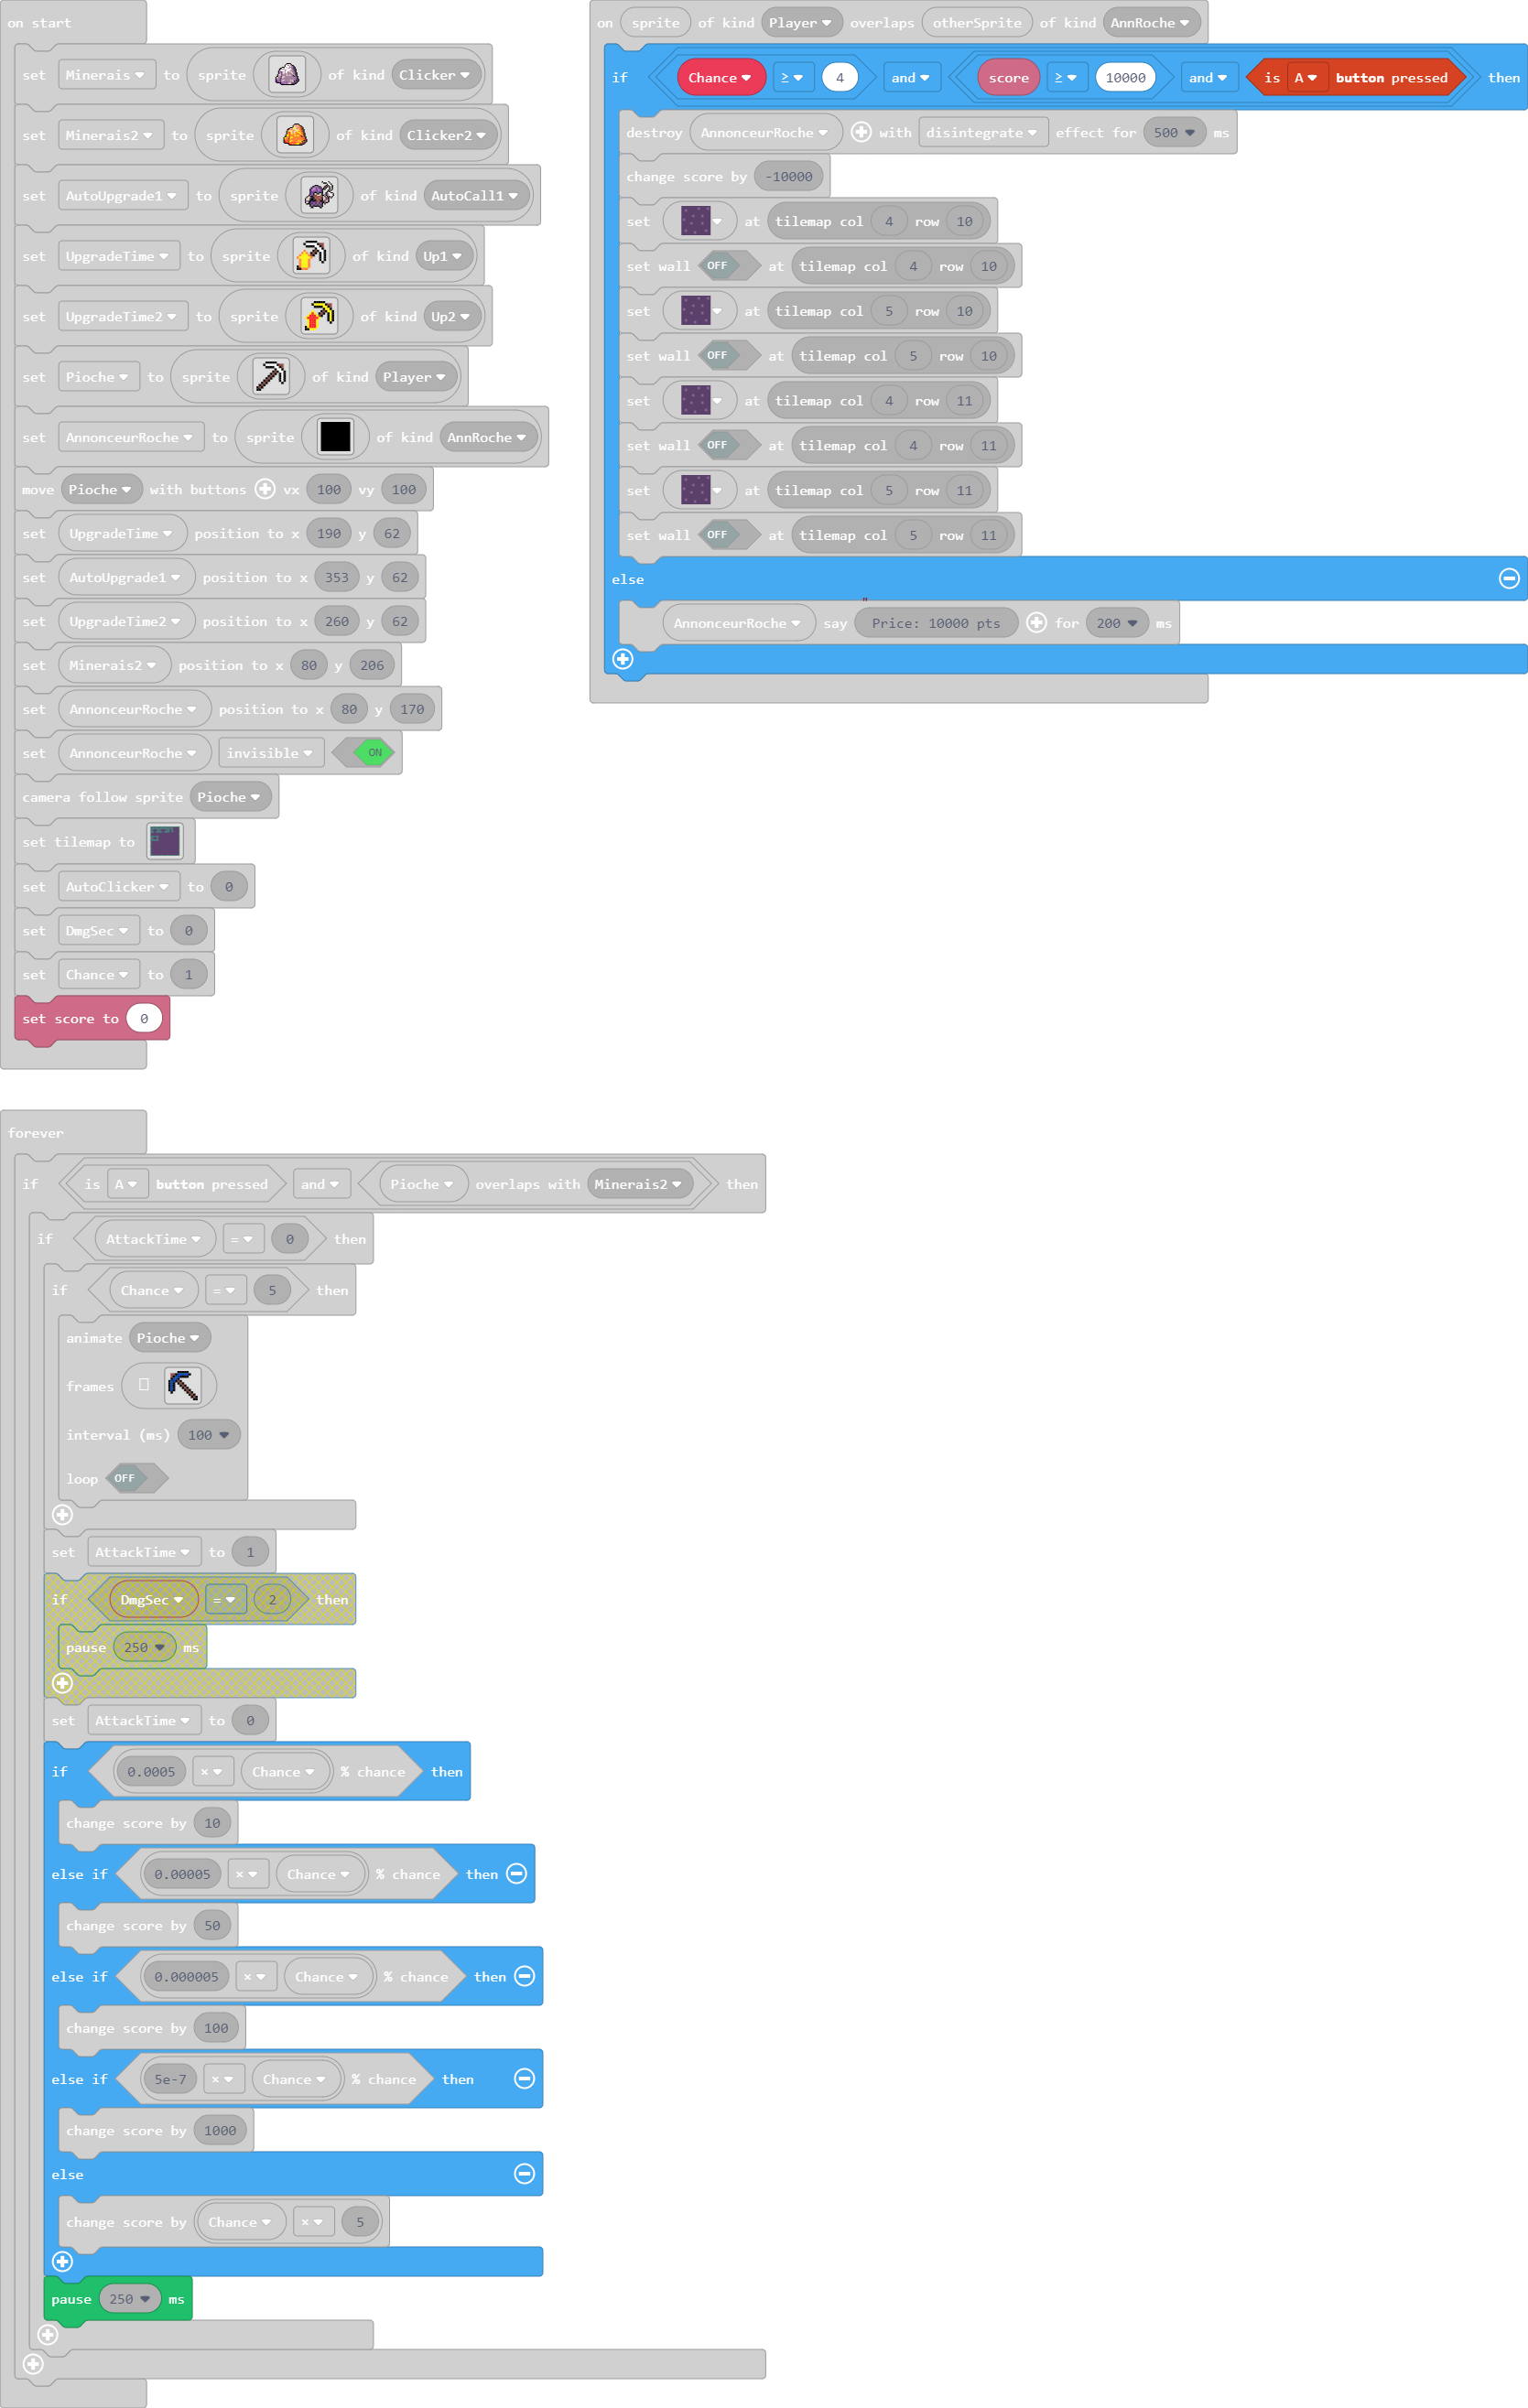 on start
set Minerais to sprite of kind Clicker
set Minerais2 to sprite of kind Clicker2
set AutoUpgrade1 to sprite of kind AutoCall1
set UpgradeTime to sprite of kind Up1
set UpgradeTime2 to sprite of kind Up2
set Pioche to sprite of kind Player
set AnnonceurRoche to sprite of kind AnnRoche
move Pioche with buttons vx 100 vy 100
set UpgradeTime position to x 190 y 62
set AutoUpgrade1 position to x 353 y 62
set UpgradeTime2 position to x 260 y 62
set Minerais2 position to x 80 y 206
set AnnonceurRoche position to x 80 y 170
set AnnonceurRoche invisible ON
camera follow sprite Pioche
set tilemap to
set AutoClicker to 0
set DmgSec to 0
set Chance to 1
set score to 0
on sprite of kind Player overlaps otherSprite of kind AnnRoche
if Chance ≥ 4 and score ≥ 10000 and is A button pressed then
destroy AnnonceurRoche with disintegrate effect for 500 ms
change score by -10000
set at tilemap col 4 row 10
set wall OFF at tilemap col 4 row 10
set at tilemap col 5 row 10
set wall OFF at tilemap col 5 row 10
set at tilemap col 4 row 11
set wall OFF at tilemap col 4 row 11
set at tilemap col 5 row 11
set wall OFF at tilemap col 5 row 11
else
AnnonceurRoche say "Price: 10000 pts for 200 ms
forever
if is A button pressed and Pioche overlaps with Minerais2 then
if AttackTime = 0 then
if Chance = 5 then
animate Pioche
frames
interval (ms) 100
loop OFF
set AttackTime to 1
if DmgSec = 2 then
pause 250 ms
set AttackTime to 0
if 0.0005 × Chance % chance then
change score by 10
else if 0.00005 × Chance % chance then
change score by 50
else if 0.000005 × Chance % chance then
change score by 100
else if 5e-7 × Chance % chance then
change score by 1000
else
change score by Chance × 5
pause 250 ms